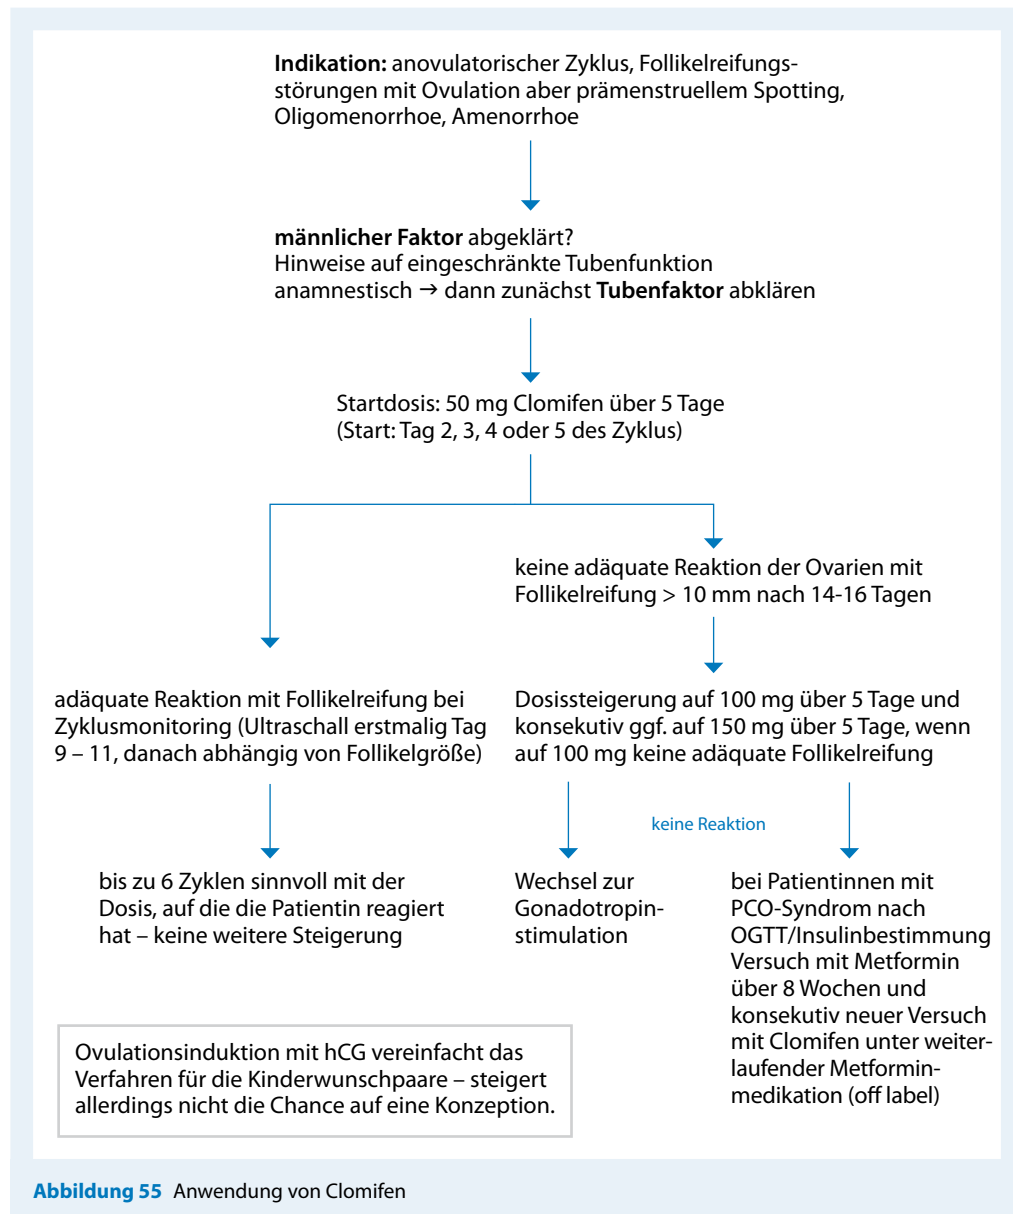 Indikation: anovulatorischer Zyklus, Follikelreifungs-
störungen mit Ovulation aber prämenstruellem Spotting,
Oligomenorrhoe, Amenorrhoe
männlicher Faktor abgeklärt?
Hinweise auf eingeschränkte Tubenfunktion
anamnestisch → dann zunächst Tubenfaktor abklären
Startdosis: 50 mg Clomifen über 5 Tage
(Start: Tag 2, 3, 4 oder 5 des Zyklus)
keine adäquate Reaktion der Ovarien mit
Follikelreifung > 10 mm nach 14-16 Tagen
adäquate Reaktion mit Follikelreifung bei
Zyklusmonitoring (Ultraschall erstmalig Tag
9 – 11, danach abhängig von Follikelgröße)
Dosissteigerung auf 100 mg über 5 Tage und
konsekutiv ggf. auf 150 mg über 5 Tage, wenn
auf 100 mg keine adäquate Follikelreifung
keine Reaktion
bis zu 6 Zyklen sinnvoll mit der
Dosis, auf die die Patientin reagiert
hat – keine weitere Steigerung
Wechsel zur
Gonadotropin-
stimulation
bei Patientinnen mit
PCO-Syndrom nach
OGTT/Insulinbestimmung
Versuch mit Metformin
über 8 Wochen und
konsekutiv neuer Versuch
mit Clomifen unter weiter-
laufender Metformin-
medikation (off label)
Ovulationsinduktion mit hCG vereinfacht das
Verfahren für die Kinderwunschpaare – steigert
allerdings nicht die Chance auf eine Konzeption.
Abbildung 55 Anwendung von Clomifen